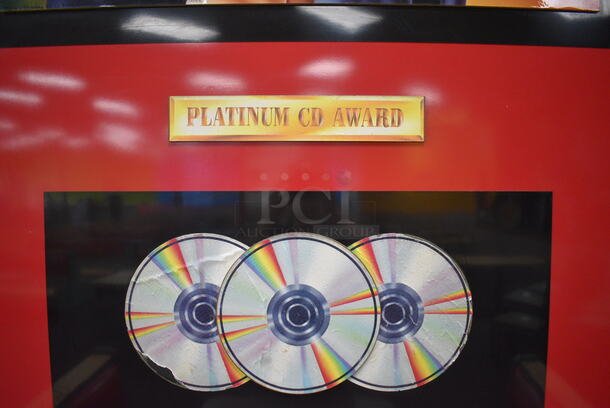 PLATINUM CD AWARD
PCI
AUCTION GROUP